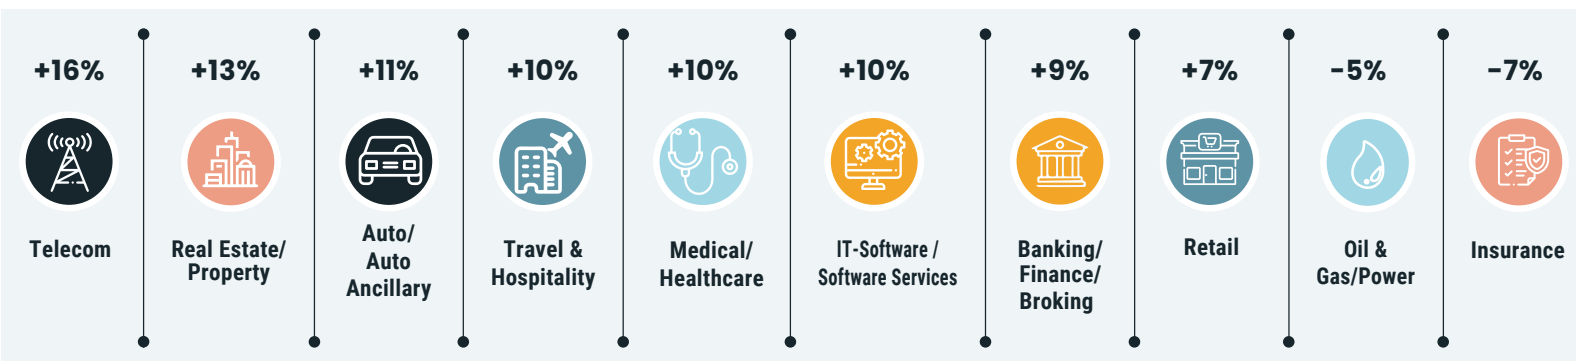 +16%
Telecom
+13%
Real Estate/
Property
+11%
Auto/
Auto
Ancillary
+10%
Travel &
Hospitality
+10%
Medical/
Healthcare
+10%
IT-Software /
Software Services
+9%
Banking/
Finance/
Broking
+7%
Retail
-5%
Oil &
Gas/Power
-7%
Insurance